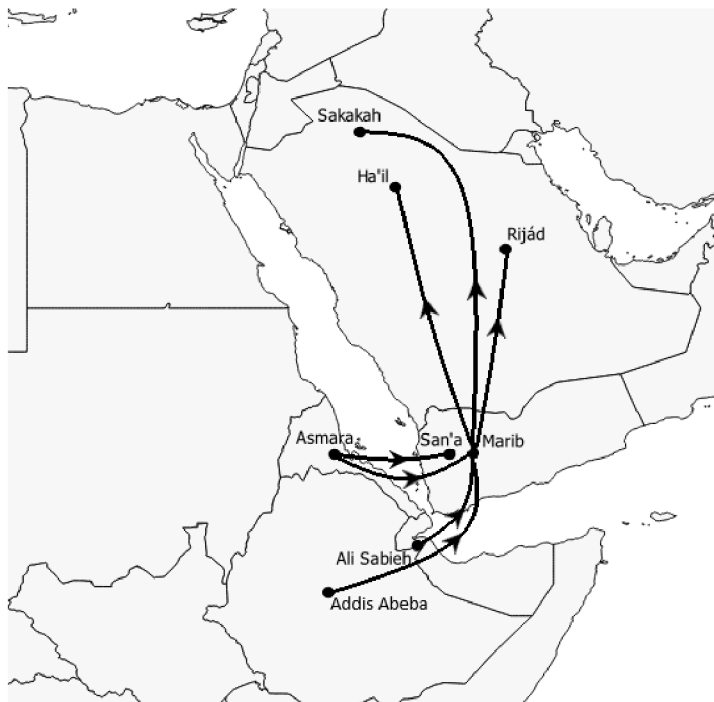 Sakakah
Ha'il
Rijád
Asmara
San'a
Marib
Ali Sabieh
Addis Abeba